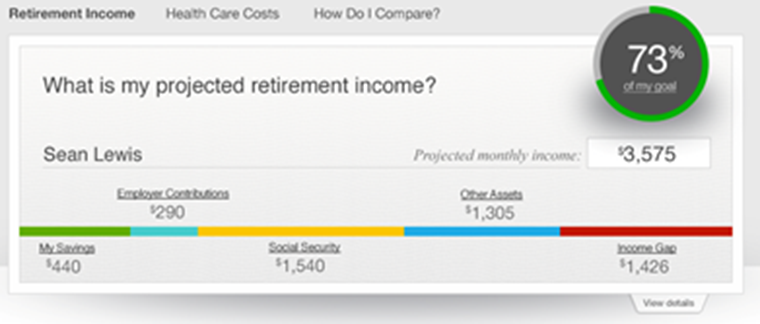 Retirement Income Health Care Costs How Do I Compare?
73%
of my goal
What is my projected retirement income?
Sean Lewis Projected monthly income: $3,575
Employer Contributions Other Assets
$290 $1,305
My Savings Social Security Income Gap
$440 $1,540 $1,426
View details